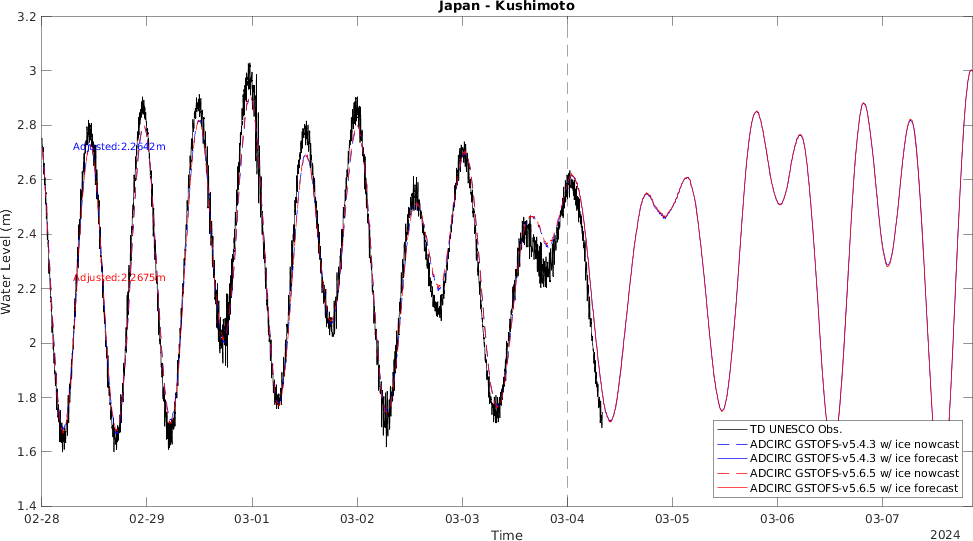 Japan - Kushimoto
3.2
3
2.8
2.6
2.4
2.2
2
1.8
1.6
1.4
Water Level (m)
Adjusted:2.2642m
Adjusted:2.2675m
TD UNESCO Obs.
ADCIRC GSTOFS-v5.4.3 w/ ice nowcast
ADCIRC GSTOFS-v5.4.3 w/ ice forecast
ADCIRC GSTOFS-v5.6.5 w/ ice nowcast
ADCIRC GSTOFS-v5.6.5 w/ ice forecast
02-28 02-29 03-01 03-02 03-03 03-04 03-05 03-06 03-07
Time
2024